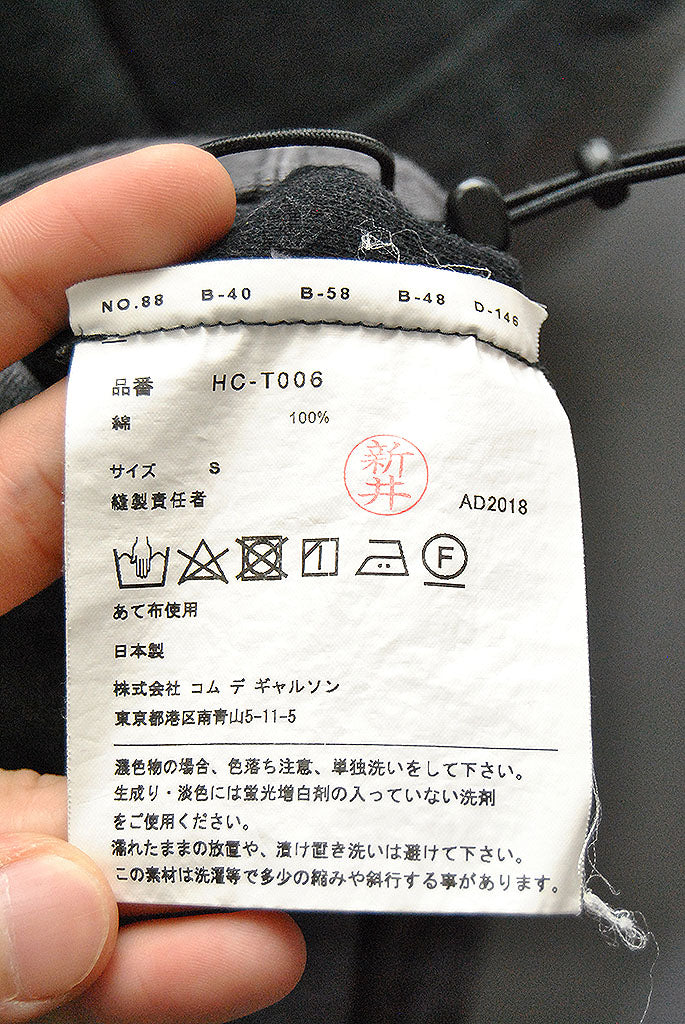 NO.88 B-40 B-58 B-48 D-146
品番 HC-T006
綿 100%
サイズ S
新井
縫製責任者 AD2018
F
あて布使用
日本製
株式会社 コム デ ギャルソン
東京都港区南青山5-11-5
濃色物の場合、色落ち注意、単独洗いをして下さい。
生成り・淡色には蛍光増白剤の入っていない洗剤
をご使用ください。
濡れたままの放置や、漬け置き洗いは避けて下さい。
この素材は洗濯等で多少の縮みや斜行する事があります。